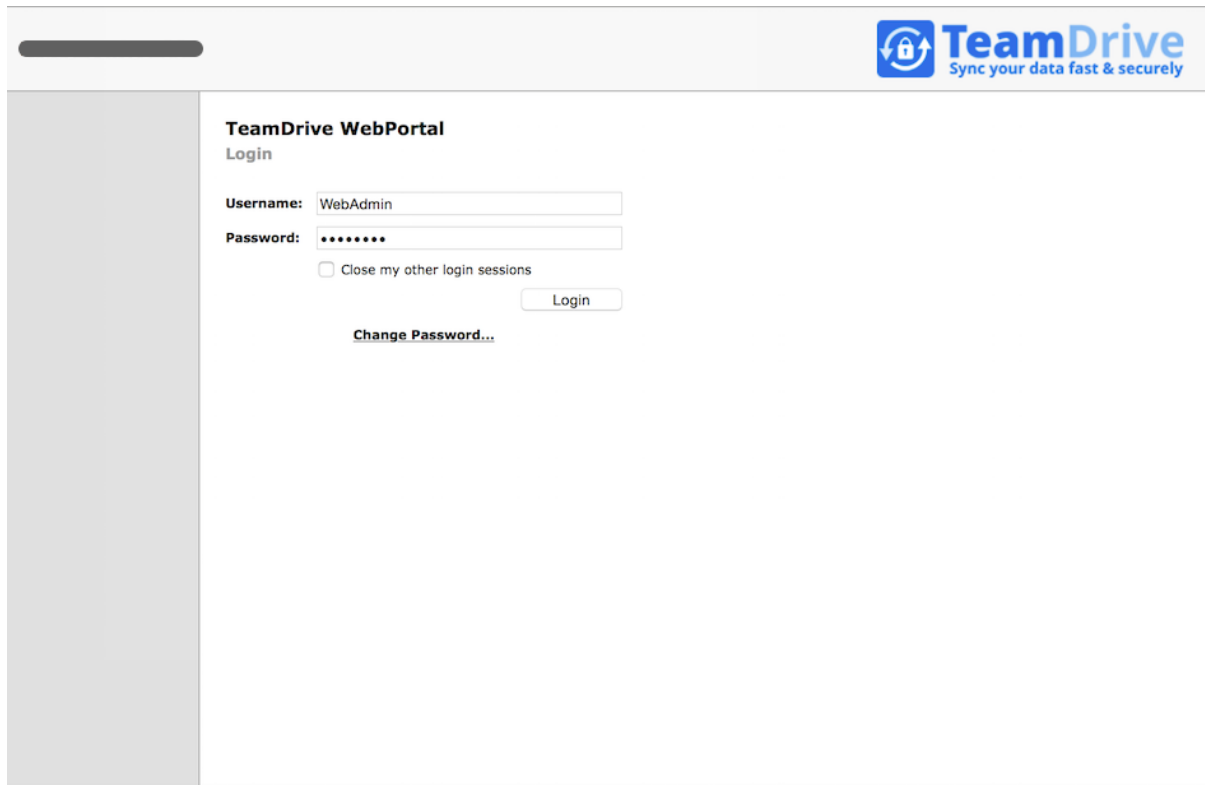 TeamDrive
Sync your data fast & securely
TeamDrive WebPortal
Login
Username: WebAdmin
Password: ••••••••
Close my other login sessions
Login
Change Password...